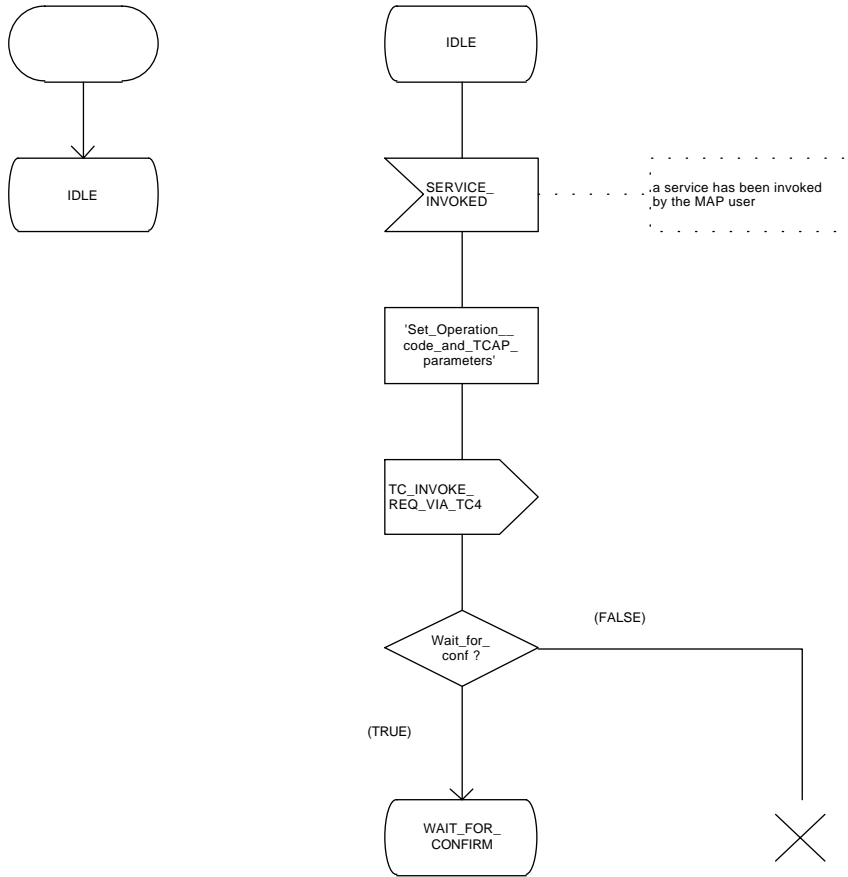 IDLE
IDLE
SERVICE_
INVOKED
a service has been invoked
by the MAP user
'Set_Operation__
code_and_TCAP_
parameters'
TC_INVOKE_
REQ_VIA_TC4
Wait_for_
conf ?
(FALSE)
(TRUE)
WAIT_FOR_
CONFIRM